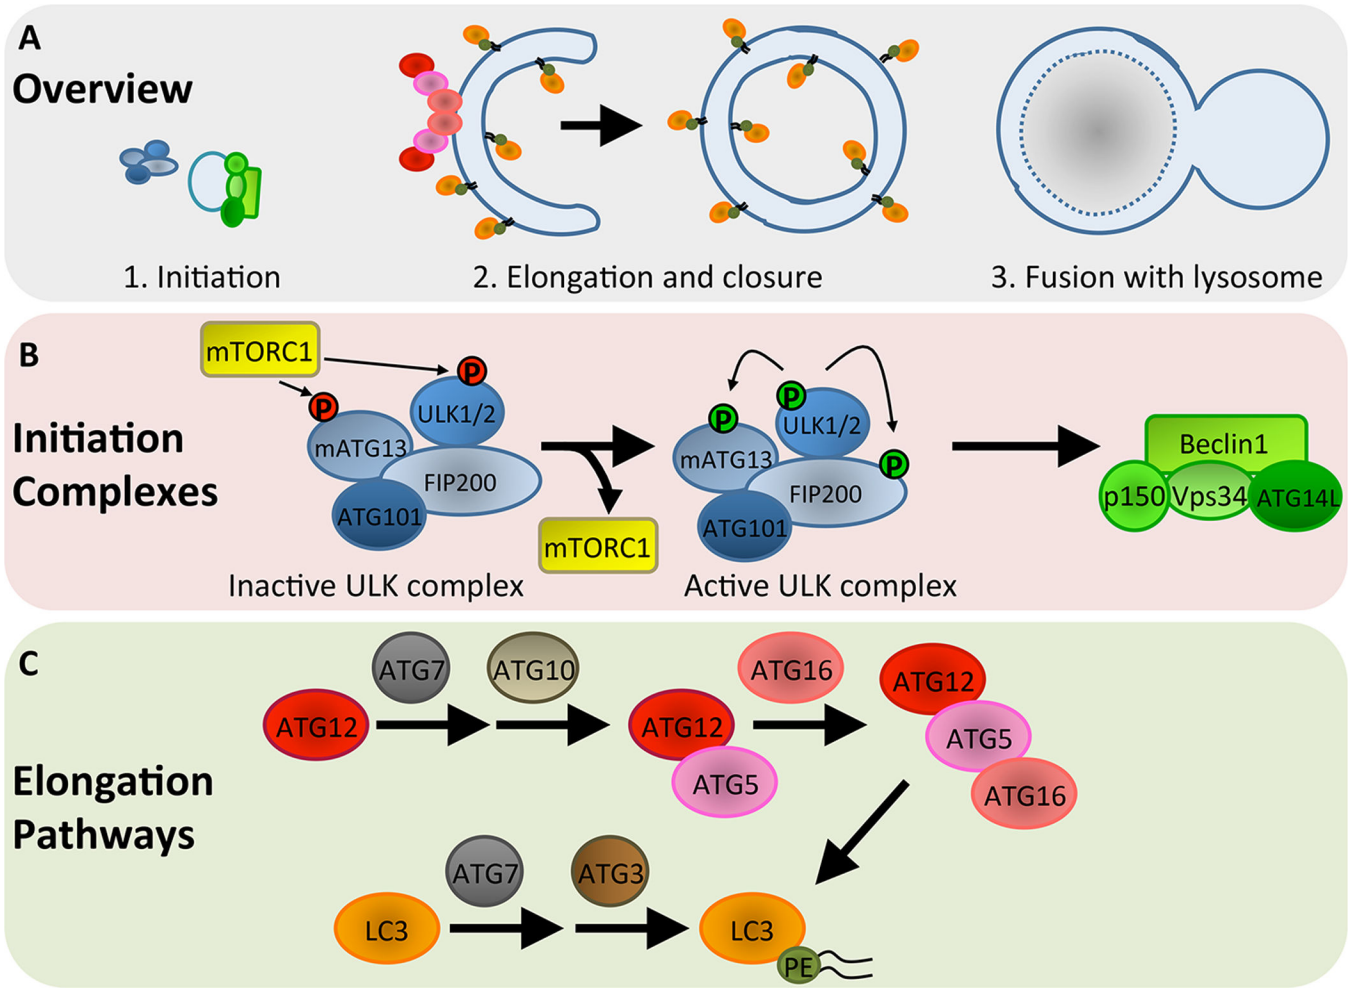 A
Overview
1. Initiation
2. Elongation and closure
3. Fusion with lysosome
B
Initiation
Complexes
mTORC1
P
P
ULK1/2
mATG13
FIP200
ATG101
Inactive ULK complex
mTORC1
P
P
P
ULK1/2
mATG13
FIP200
ATG101
Active ULK complex
Beclin1
p150
Vps34
ATG14L
C
Elongation
Pathways
ATG12
ATG7
ATG10
ATG12
ATG5
ATG16
ATG12
ATG5
ATG16
LC3
ATG7
ATG3
LC3
PE